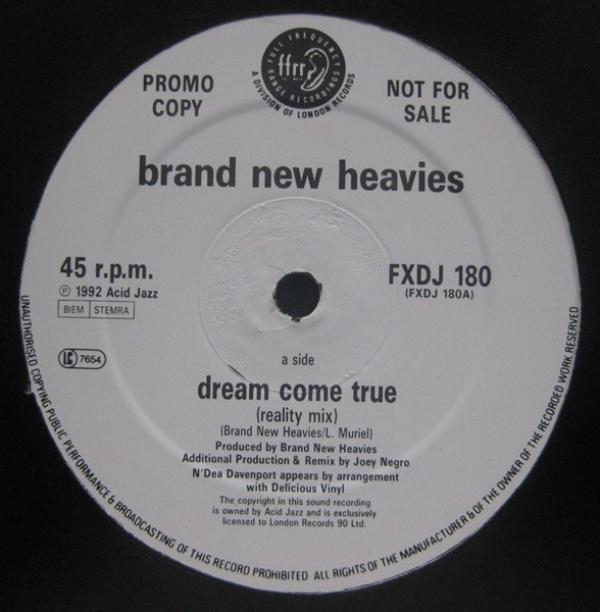 FULL FREQUENCY
ffrr
RANGE RECORDINGS
A DIVISION OF LONDON RECORDS
PROMO
COPY
NOT FOR
SALE
brand new heavies
45 r.p.m.
℗ 1992 Acid Jazz
BIEM STEMRA
LC 7654
FXDJ 180
(FXDJ 180A)
a side
dream come true
(reality mix)
(Brand New Heavies/L. Muriel)
Produced by Brand New Heavies
Additional Production & Remix by Joey Negro
N'Dea Davenport appears by arrangement
with Delicious Vinyl
The copyright in this sound recording
is owned by Acid Jazz and is exclusively
licensed to London Records 90 Ltd.
UNAUTHORISED COPYING PUBLIC PERFORMANCE & BROADCASTING OF THIS RECORD PROHIBITED ALL RIGHTS OF THE MANUFACTURER & OF THE OWNER OF THE RECORDED WORK RESERVED